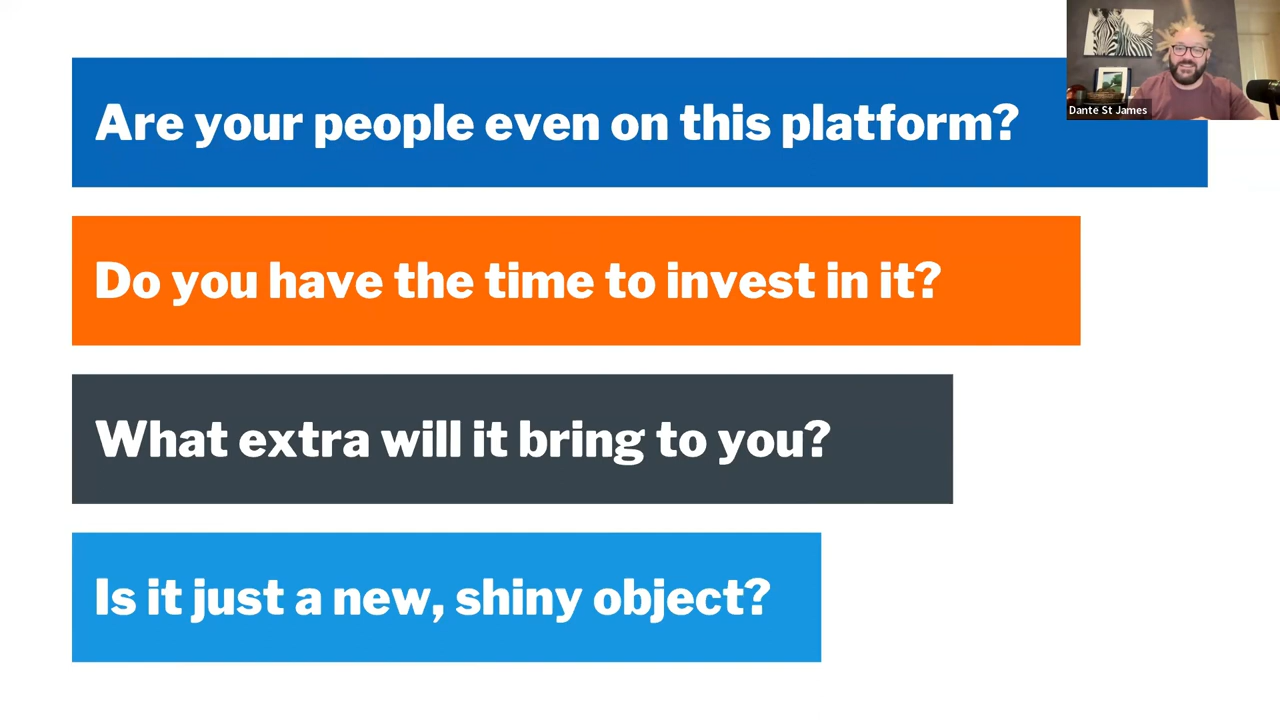 Are your people even on this platform?
Dante St James
Do you have the time to invest in it?
What extra will it bring to you?
Is it just a new, shiny object?